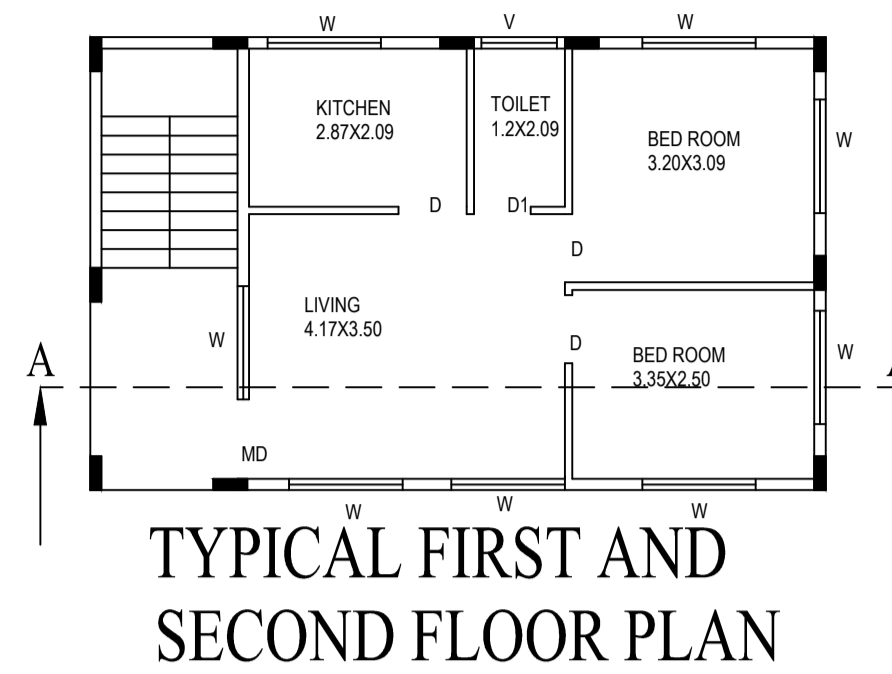 W
V
W
KITCHEN
2.87X2.09
TOILET
1.2X2.09
BED ROOM
3.20X3.09
W
D
D1
D
LIVING
4.17X3.50
W
D
BED ROOM
3.35X2.50
W
A
MD
W
W
W
TYPICAL FIRST AND
SECOND FLOOR PLAN